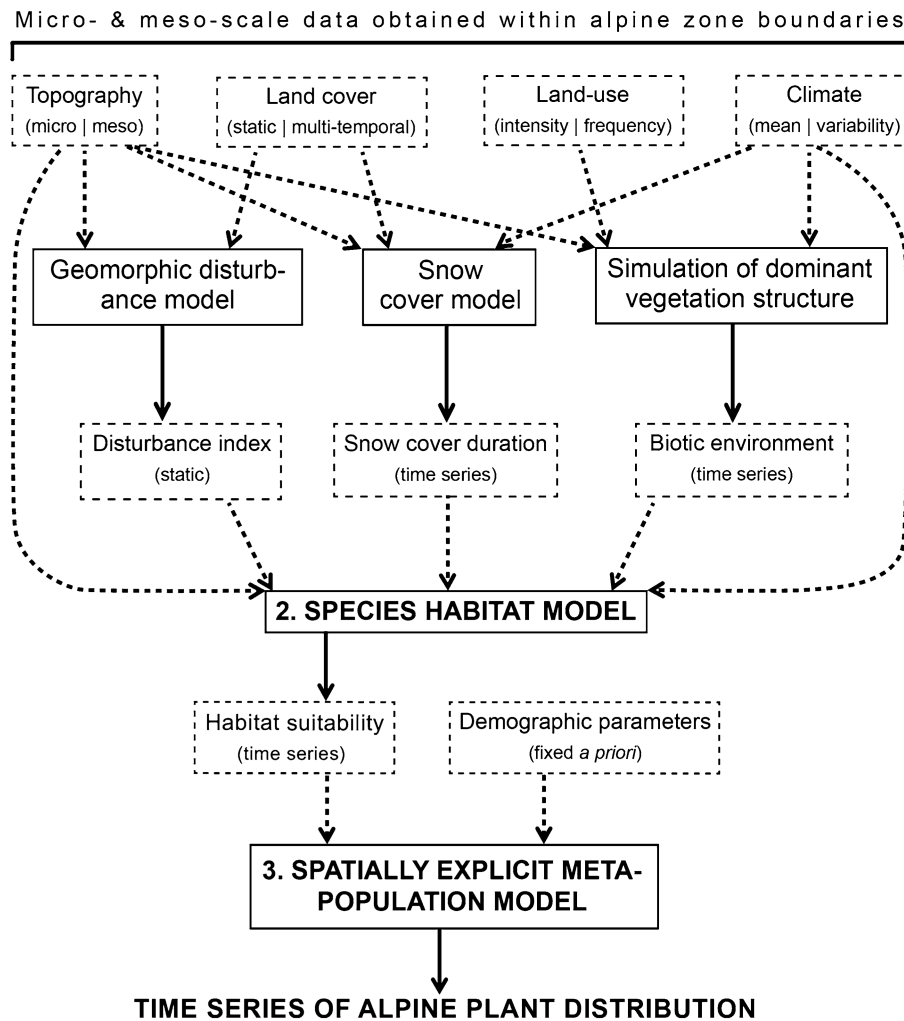 Micro- & meso-scale data obtained within alpine zone boundaries
Topography
(micro | meso)
Land cover
(static | multi-temporal)
Land-use
(intensity | frequency)
Climate
(mean | variability)
Geomorphic disturb-
ance model
Snow
cover model
Simulation of dominant
vegetation structure
Disturbance index
(static)
Snow cover duration
(time series)
Biotic environment
(time series)
2. SPECIES HABITAT MODEL
Habitat suitability
(time series)
Demographic parameters
(fixed a priori)
3. SPATIALLY EXPLICIT META-
POPULATION MODEL
TIME SERIES OF ALPINE PLANT DISTRIBUTION